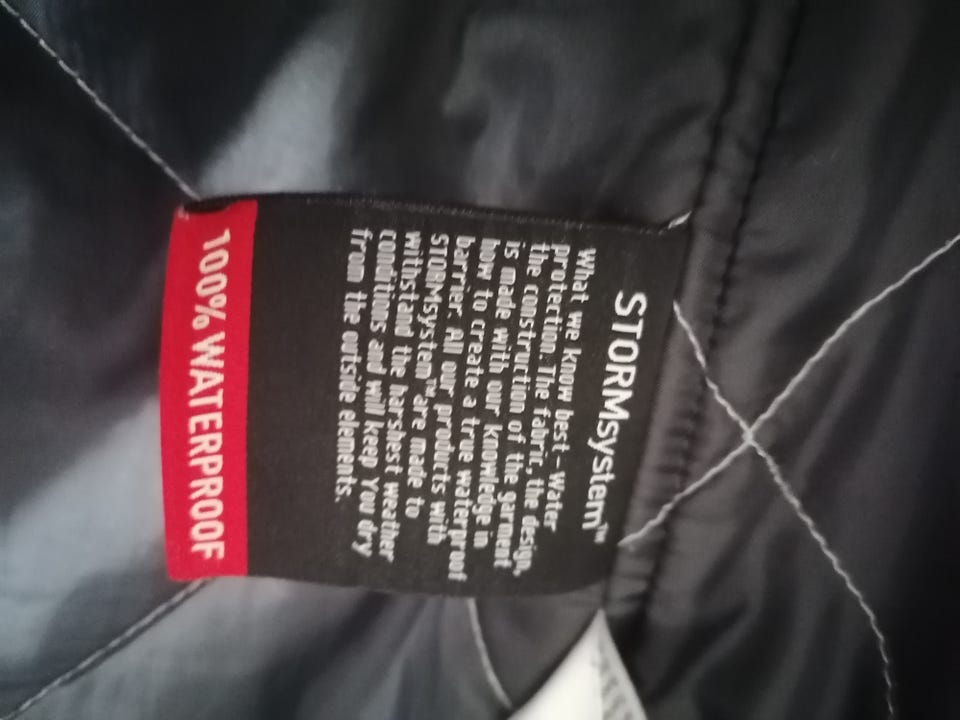 STORMsystem™
What we know best - water
protection. The fabric, the design,
the construction of the garment
is made with our knowledge in
how to create a true waterproof
barrier. All our products with
STORMsystem™ are made to
withstand the harshest weather
conditions and will keep You dry
from the outside elements.
100% WATERPROOF